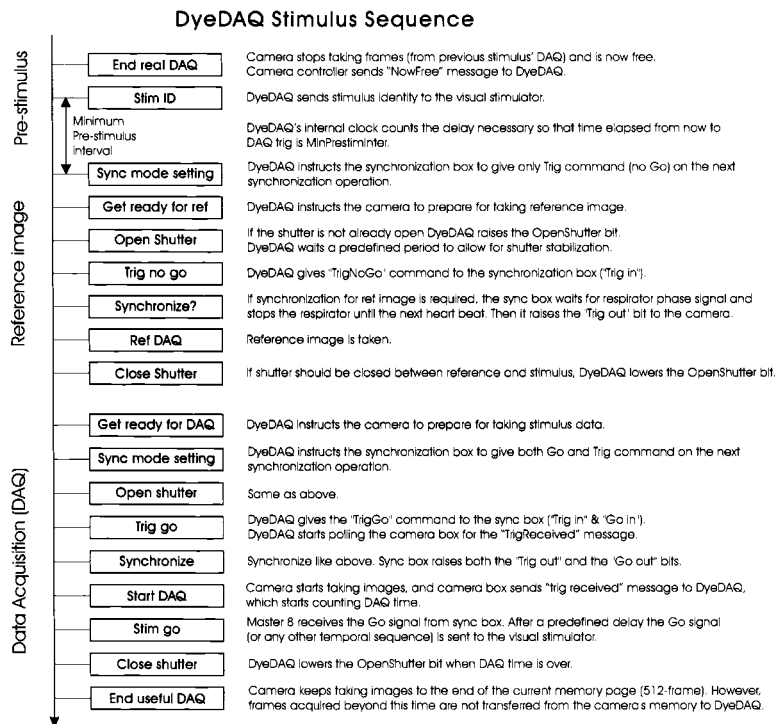 DyeDAQ Stimulus Sequence
Pre-stimulus
End real DAQ
Camera stops taking frames (from previous stimulus' DAQ) and is now free.
Camera controller sends "NowFree" message to DyeDAQ.
Stim ID
DyeDAQ sends stimulus identity to the visual stimulator.
Minimum
Pre-stimulus
interval
DyeDAQ's internal clock counts the delay necessary so that time elapsed from now to
DAQ trig is MinPrestimInter.
Sync mode setting
DyeDAQ instructs the synchronization box to give only Trig command (no Go) on the next
synchronization operation.
Reference image
Get ready for ref
DyeDAQ instructs the camera to prepare for taking reference image.
Open Shutter
If the shutter is not already open DyeDAQ raises the OpenShutter bit.
DyeDAQ waits a predefined period to allow for shutter stabilization.
Trig no go
DyeDAQ gives "TrigNoGo" command to the synchronization box ("Trig in").
Synchronize?
If synchronization for ref image is required, the sync box waits for respirator phase signal and
stops the respirator until the next heart beat. Then it raises the "Trig out" bit to the camera.
Ref DAQ
Reference image is taken.
Close Shutter
If shutter should be closed between reference and stimulus, DyeDAQ lowers the OpenShutter bit.
Data Acquisition (DAQ)
Get ready for DAQ
DyeDAQ instructs the camera to prepare for taking stimulus data.
Sync mode setting
DyeDAQ instructs the synchronization box to give both Go and Trig command on the next
synchronization operation.
Open shutter
Same as above.
Trig go
DyeDAQ gives the "TrigGo" command to the sync box ("Trig in" & "Go in").
DyeDAQ starts polling the camera box for the "TrigReceived" message.
Synchronize
Synchronize like above. Sync box raises both the "Trig out" and the "Go out" bits.
Start DAQ
Camera starts taking images, and camera box sends "trig received" message to DyeDAQ,
which starts counting DAQ time.
Stim go
Master 8 receives the Go signal from sync box. After a predefined delay the Go signal
(or any other temporal sequence) is sent to the visual stimulator.
Close shutter
DyeDAQ lowers the OpenShutter bit when DAQ time is over.
End useful DAQ
Camera keeps taking images to the end of the current memory page (512-frame). However,
frames acquired beyond this time are not transferred from the camera's memory to DyeDAQ.